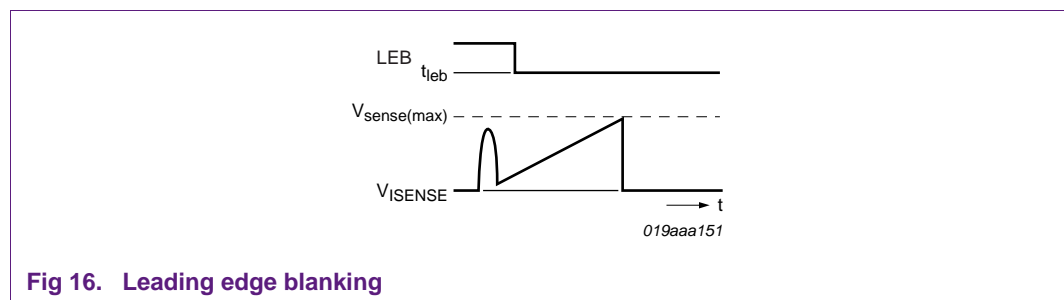 LEB
tleb
Vsense(max)
VISENSE
t
019aaa151
Fig 16. Leading edge blanking